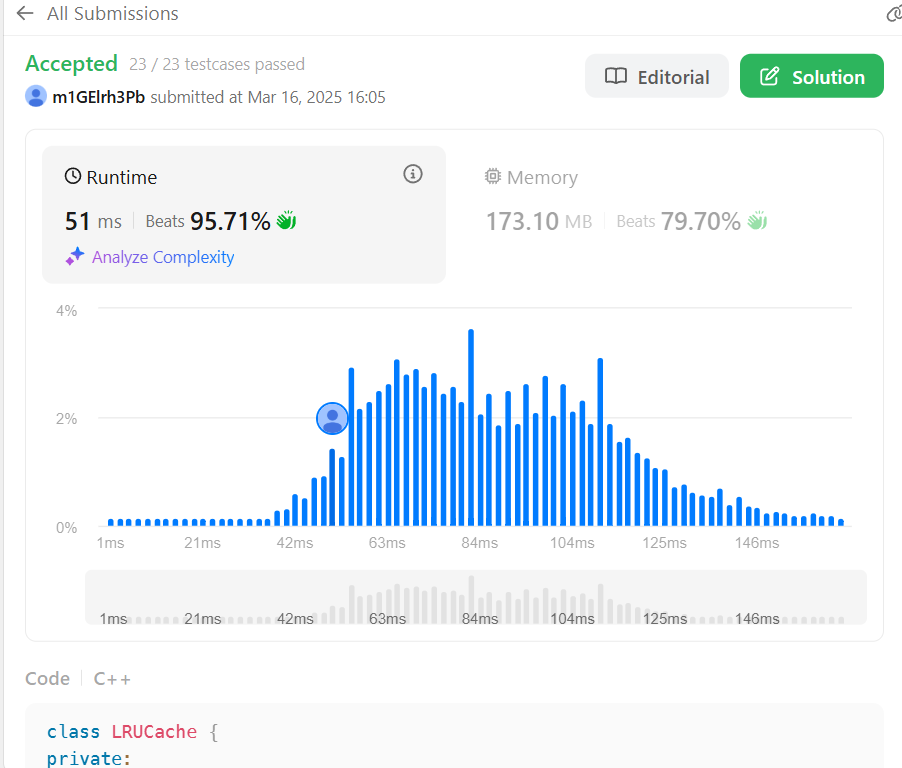 All Submissions
Accepted 23 / 23 testcases passed
m1GElrh3Pb submitted at Mar 16, 2025 16:05
Editorial
Solution
Runtime
51 ms Beats 95.71%
Analyze Complexity
Memory
173.10 MB Beats 79.70%
4%
2%
0%
1ms 21ms 42ms 63ms 84ms 104ms 125ms 146ms
1ms 21ms 42ms 63ms 84ms 104ms 125ms 146ms
Code C++
class LRUCache {
private: